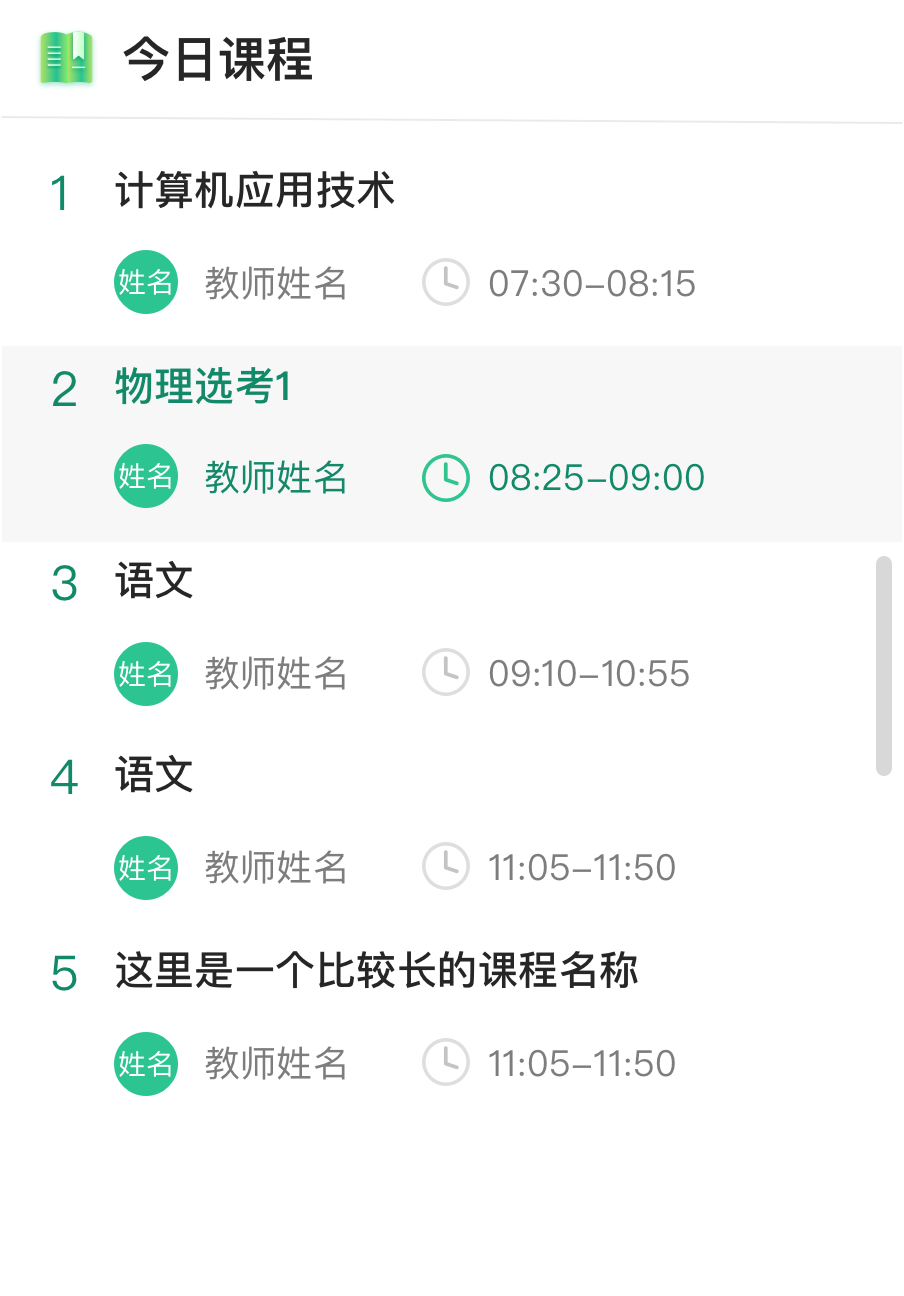 今日课程
1 计算机应用技术
姓名 教师姓名 07:30–08:15
2 物理选考1
姓名 教师姓名 08:25–09:00
3 语文
姓名 教师姓名 09:10–10:55
4 语文
姓名 教师姓名 11:05–11:50
5 这里是一个比较长的课程名称
姓名 教师姓名 11:05–11:50